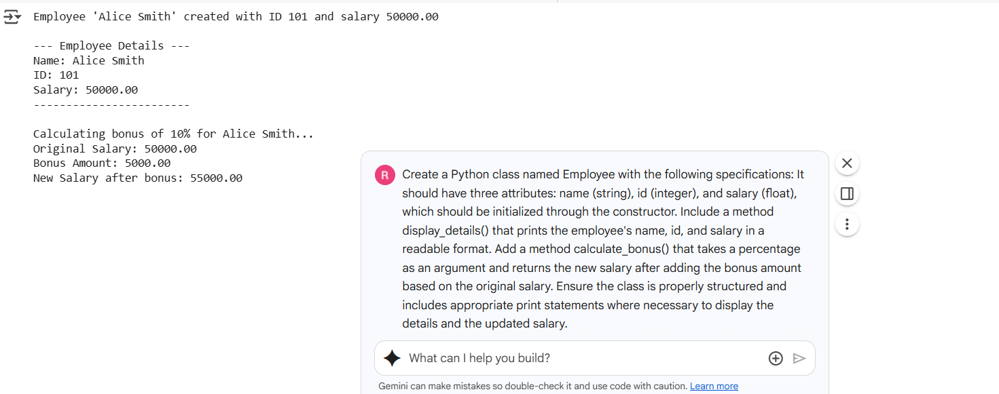 Employee 'Alice Smith' created with ID 101 and salary 50000.00
--- Employee Details ---
Name: Alice Smith
ID: 101
Salary: 50000.00
------------------------
Calculating bonus of 10% for Alice Smith...
Original Salary: 50000.00
Bonus Amount: 5000.00
New Salary after bonus: 55000.00
R
Create a Python class named Employee with the following specifications: It
should have three attributes: name (string), id (integer), and salary (float),
which should be initialized through the constructor. Include a method
display_details() that prints the employee's name, id, and salary in a
readable format. Add a method calculate_bonus() that takes a percentage
as an argument and returns the new salary after adding the bonus amount
based on the original salary. Ensure the class is properly structured and
includes appropriate print statements where necessary to display the
details and the updated salary.
What can I help you build?
Gemini can make mistakes so double-check it and use code with caution. Learn more